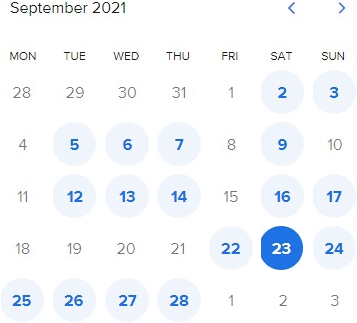 September 2021
MON TUE WED THU FRI SAT SUN
28 29 30 31 1 2 3
4 5 6 7 8 9 10
11 12 13 14 15 16 17
18 19 20 21 22 23 24
25 26 27 28 1 2 3